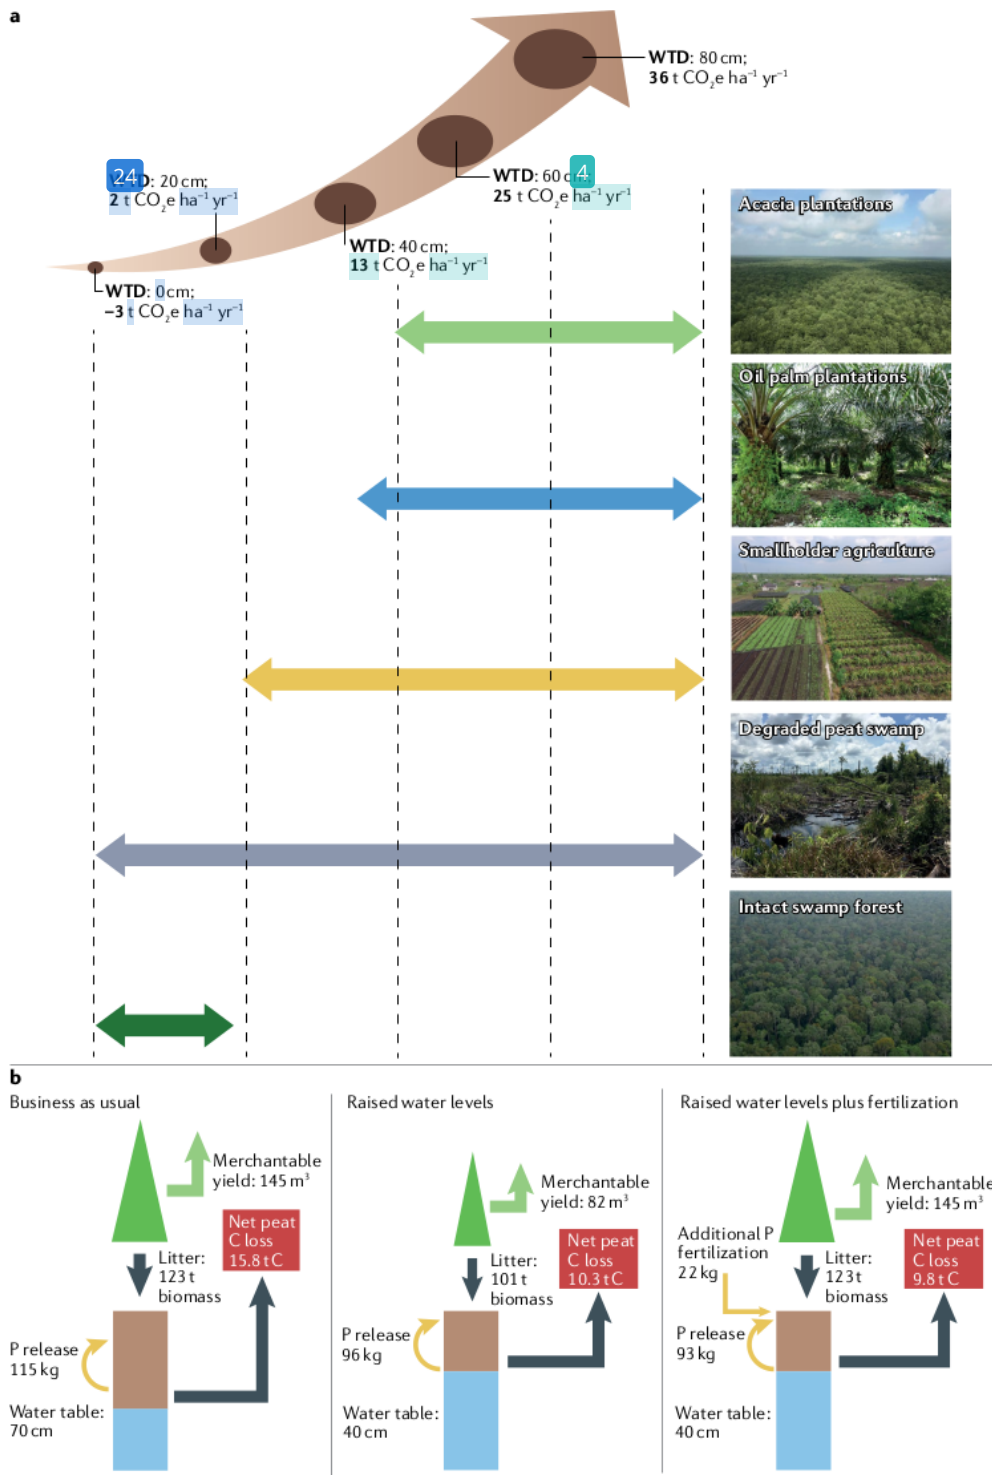 a
WTD: 80 cm;
36 t CO₂e ha⁻¹ yr⁻¹
24
D: 20 cm;
2 t CO₂e ha⁻¹ yr⁻¹
4
WTD: 60 c
25 t CO₂e ha⁻¹ yr⁻¹
WTD: 40 cm;
13 t CO₂e ha⁻¹ yr⁻¹
WTD: 0 cm;
−3 t CO₂e ha⁻¹ yr⁻¹
Acacia plantations
Oil palm plantations
Smallholder agriculture
Degraded peat swamp
Intact swamp forest
b
Business as usual
Merchantable
yield: 145 m³
Net peat
C loss
15.8 t C
Litter:
123 t
biomass
P release
115 kg
Water table:
70 cm
Raised water levels
Merchantable
yield: 82 m³
Net peat
C loss
10.3 t C
Litter:
101 t
biomass
P release
96 kg
Water table:
40 cm
Raised water levels plus fertilization
Merchantable
yield: 145 m³
Additional P
fertilization
22 kg
Net peat
C loss
9.8 t C
Litter:
123 t
biomass
P release
93 kg
Water table:
40 cm